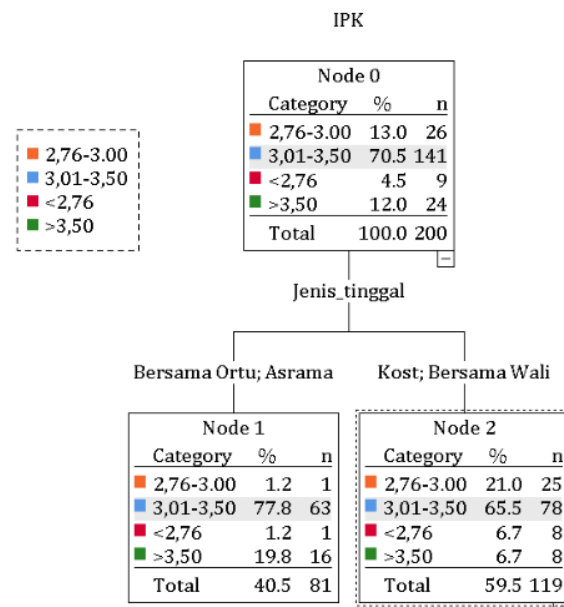 IPK
Node 0
Category % n
2,76-3.00 13.0 26
3,01-3,50 70.5 141
<2,76 4.5 9
>3,50 12.0 24
Total 100.0 200
2,76-3.00
3,01-3,50
<2,76
>3,50
Jenis_tinggal
Bersama Ortu; Asrama
Kost; Bersama Wali
Node 1
Category % n
2,76-3.00 1.2 1
3,01-3,50 77.8 63
<2,76 1.2 1
>3,50 19.8 16
Total 40.5 81
Node 2
Category % n
2,76-3.00 21.0 25
3,01-3,50 65.5 78
<2,76 6.7 8
>3,50 6.7 8
Total 59.5 119